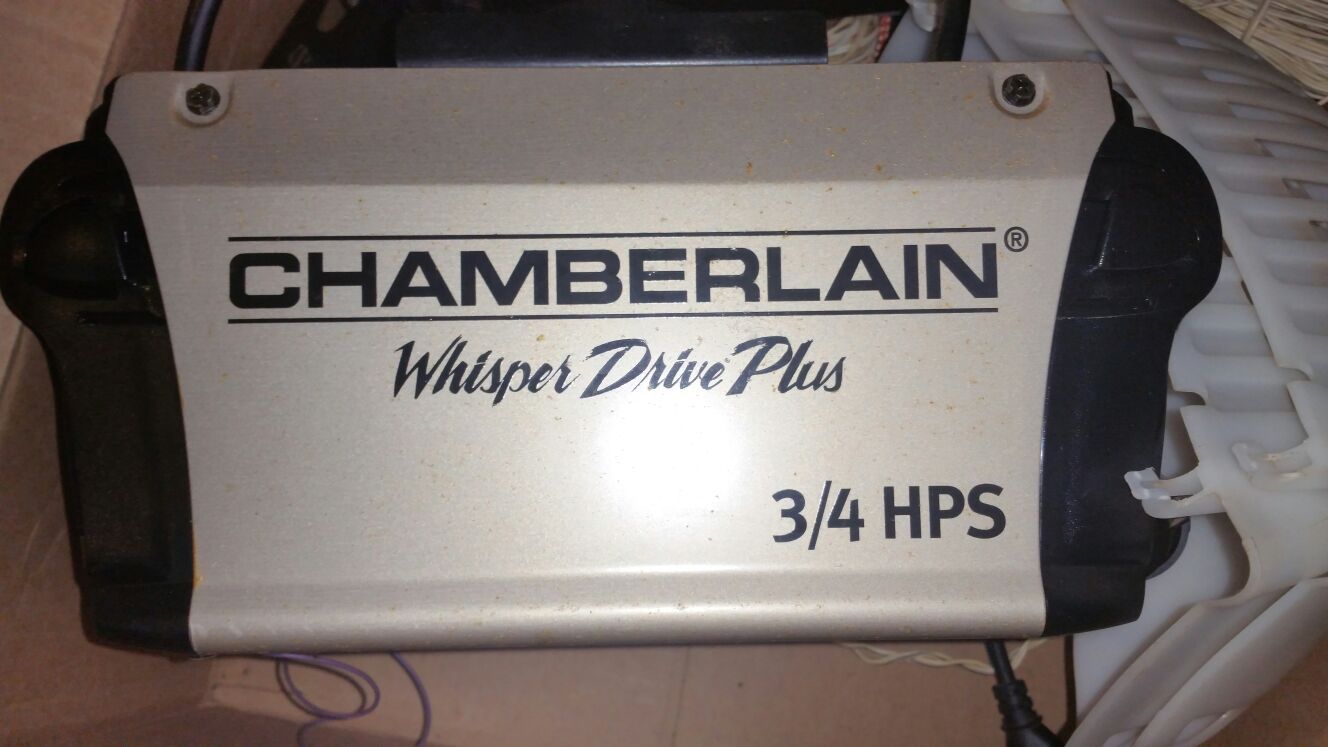 CHAMBERLAIN®
Whisper Drive Plus
3/4 HPS